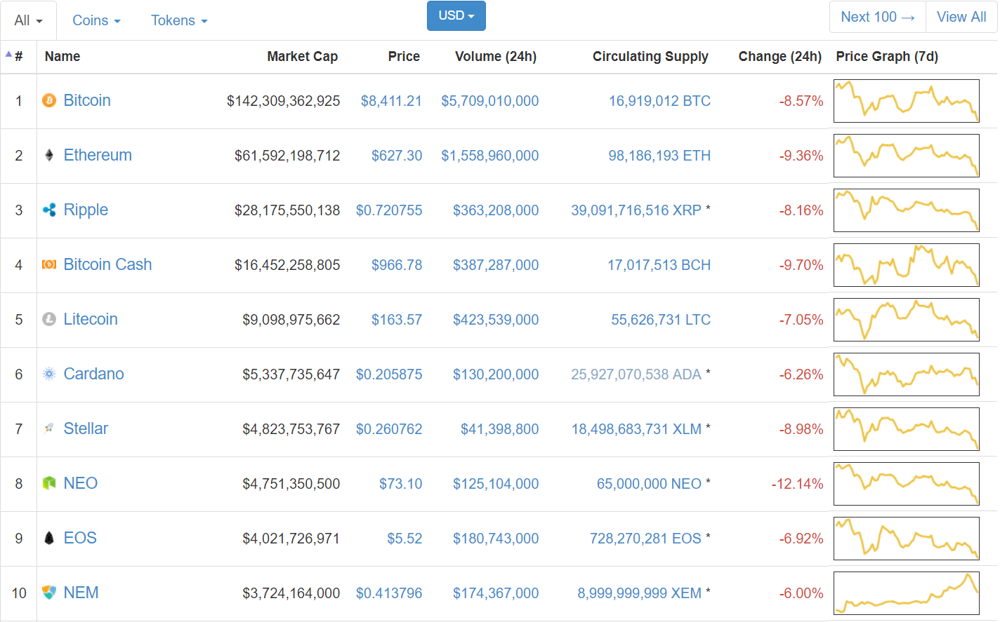 All Coins Tokens USD Next 100 → View All
# Name Market Cap Price Volume (24h) Circulating Supply Change (24h) Price Graph (7d)
1 Bitcoin $142,309,362,925 $8,411.21 $5,709,010,000 16,919,012 BTC -8.57%
2 Ethereum $61,592,198,712 $627.30 $1,558,960,000 98,186,193 ETH -9.36%
3 Ripple $28,175,550,138 $0.720755 $363,208,000 39,091,716,516 XRP * -8.16%
4 Bitcoin Cash $16,452,258,805 $966.78 $387,287,000 17,017,513 BCH -9.70%
5 Litecoin $9,098,975,662 $163.57 $423,539,000 55,626,731 LTC -7.05%
6 Cardano $5,337,735,647 $0.205875 $130,200,000 25,927,070,538 ADA * -6.26%
7 Stellar $4,823,753,767 $0.260762 $41,398,800 18,498,683,731 XLM * -8.98%
8 NEO $4,751,350,500 $73.10 $125,104,000 65,000,000 NEO * -12.14%
9 EOS $4,021,726,971 $5.52 $180,743,000 728,270,281 EOS * -6.92%
10 NEM $3,724,164,000 $0.413796 $174,367,000 8,999,999,999 XEM * -6.00%